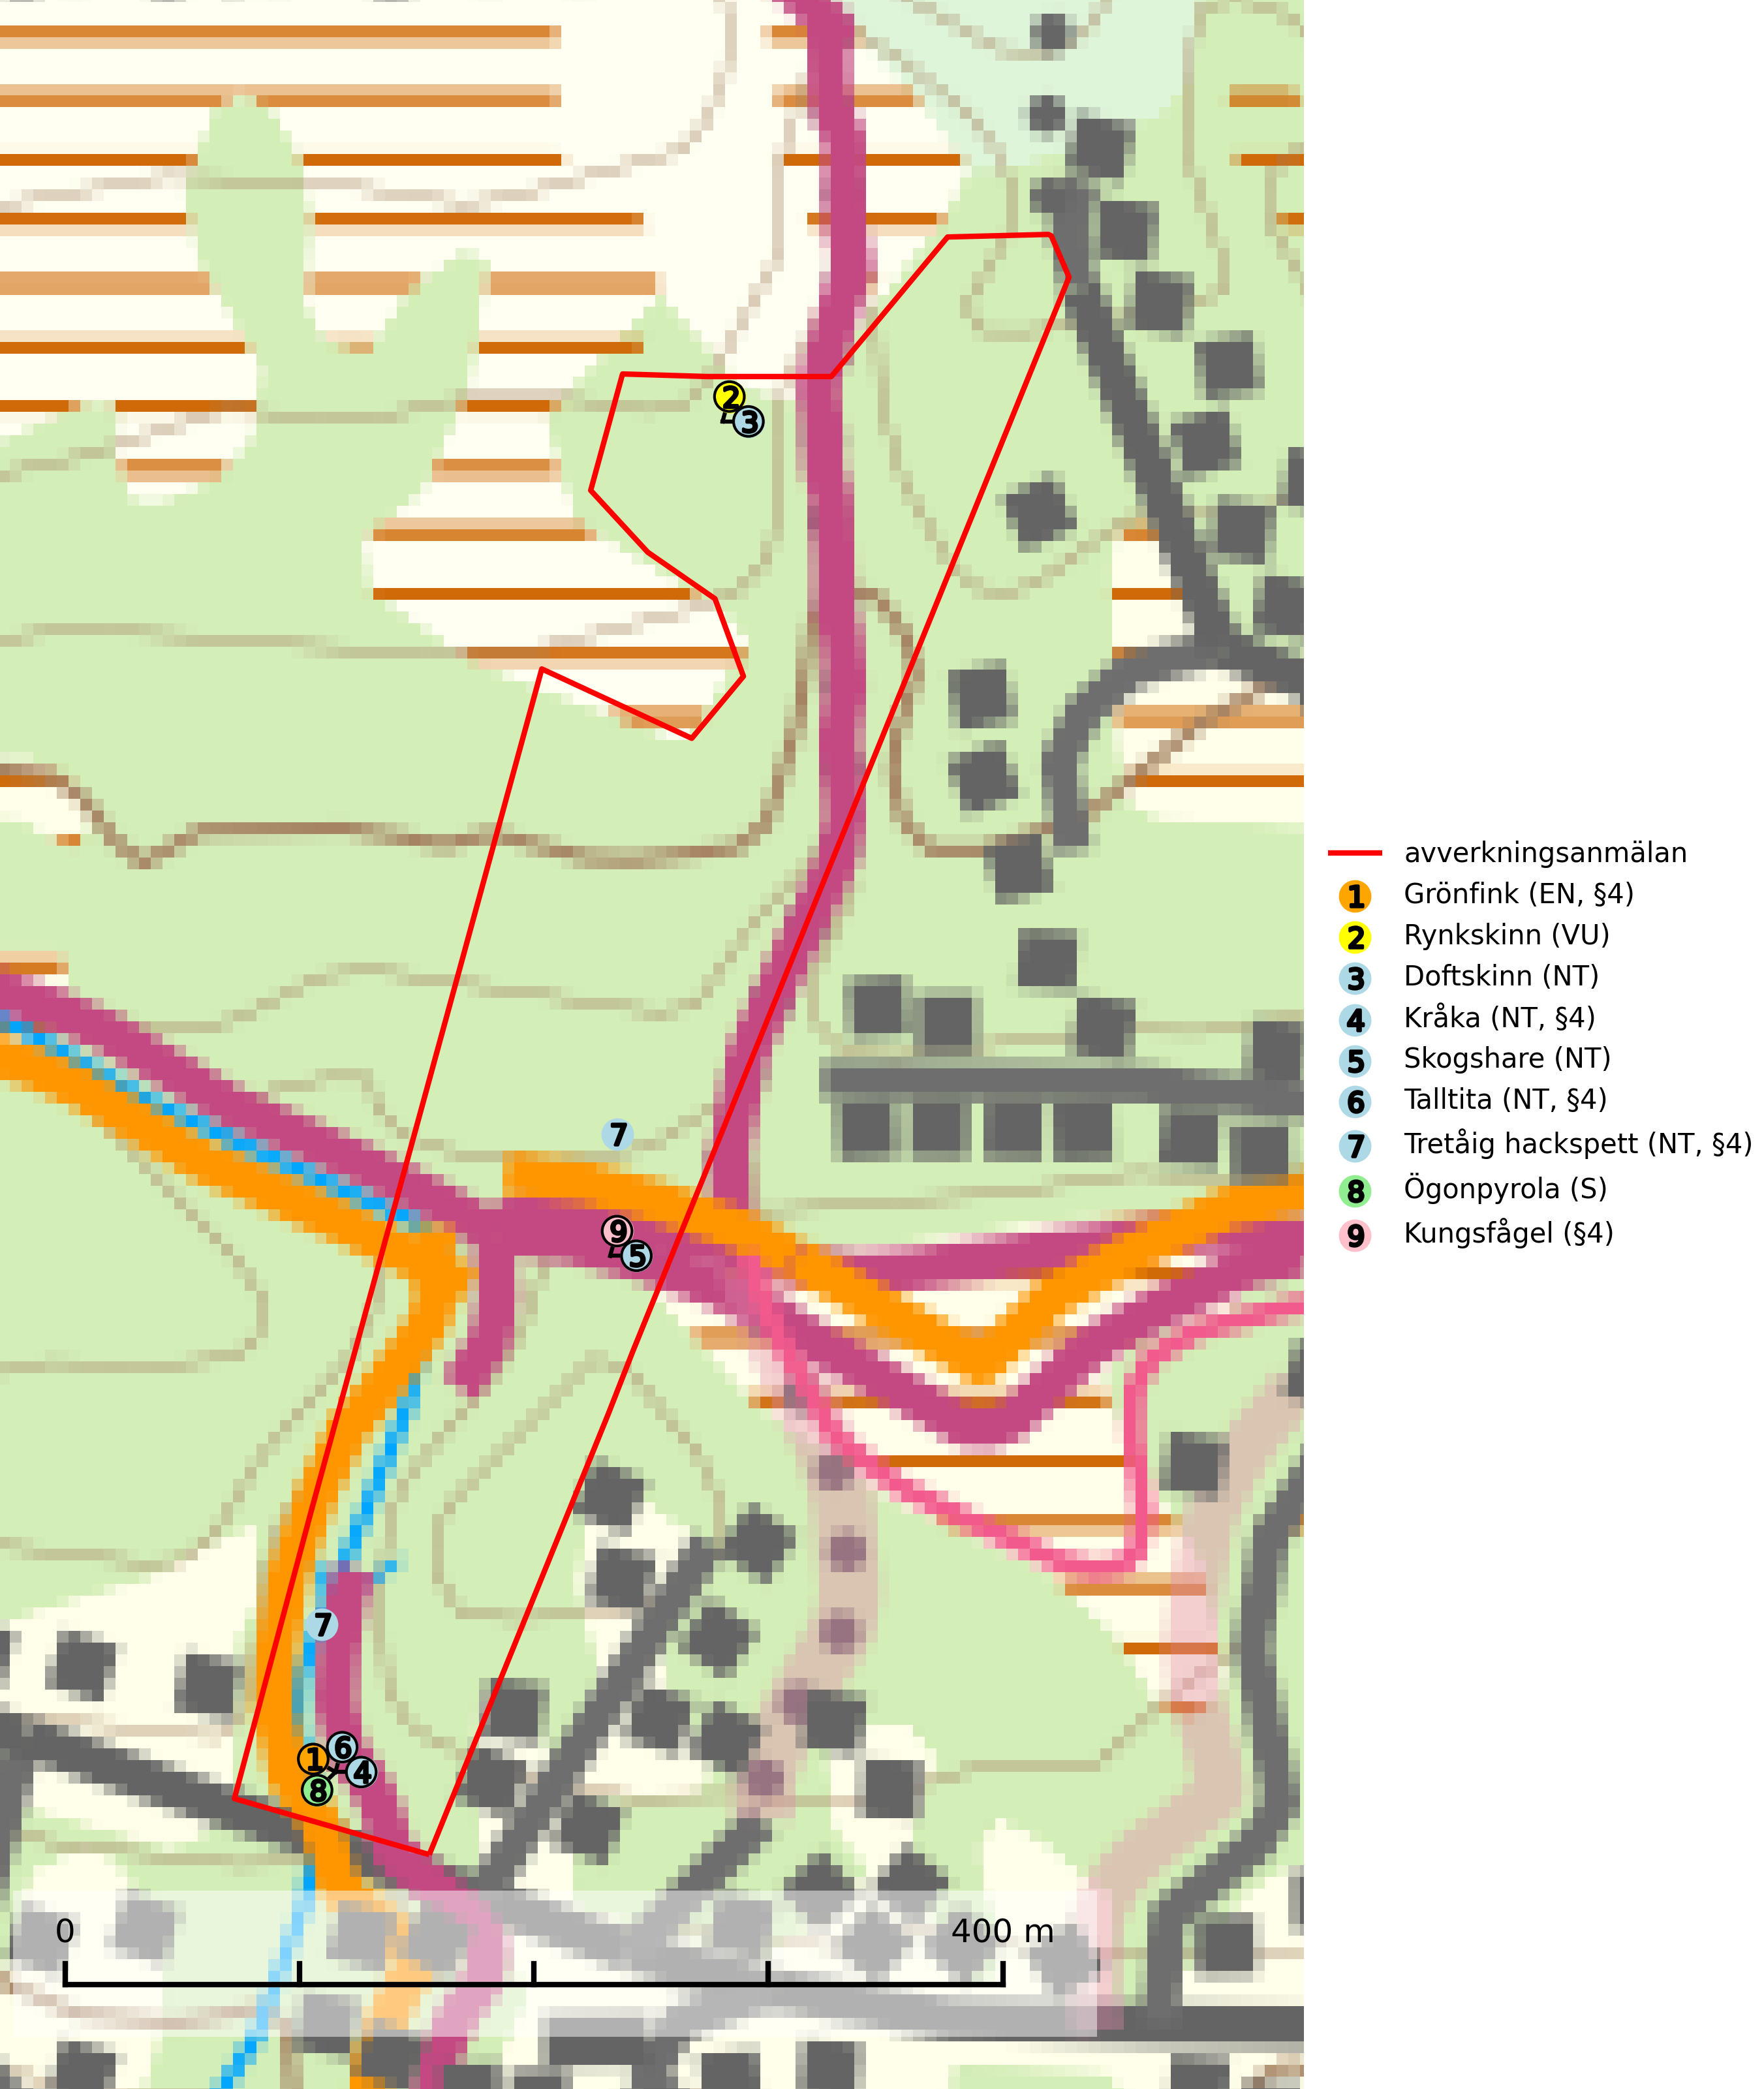 2
3
7
9
5
7
6
1
4
8
0
400 m
avverkningsanmälan
1 Grönfink (EN, §4)
2 Rynkskinn (VU)
3 Doftskinn (NT)
4 Kråka (NT, §4)
5 Skogshare (NT)
6 Talltita (NT, §4)
7 Tretåig hackspett (NT, §4)
8 Ögonpyrola (S)
9 Kungsfågel (§4)